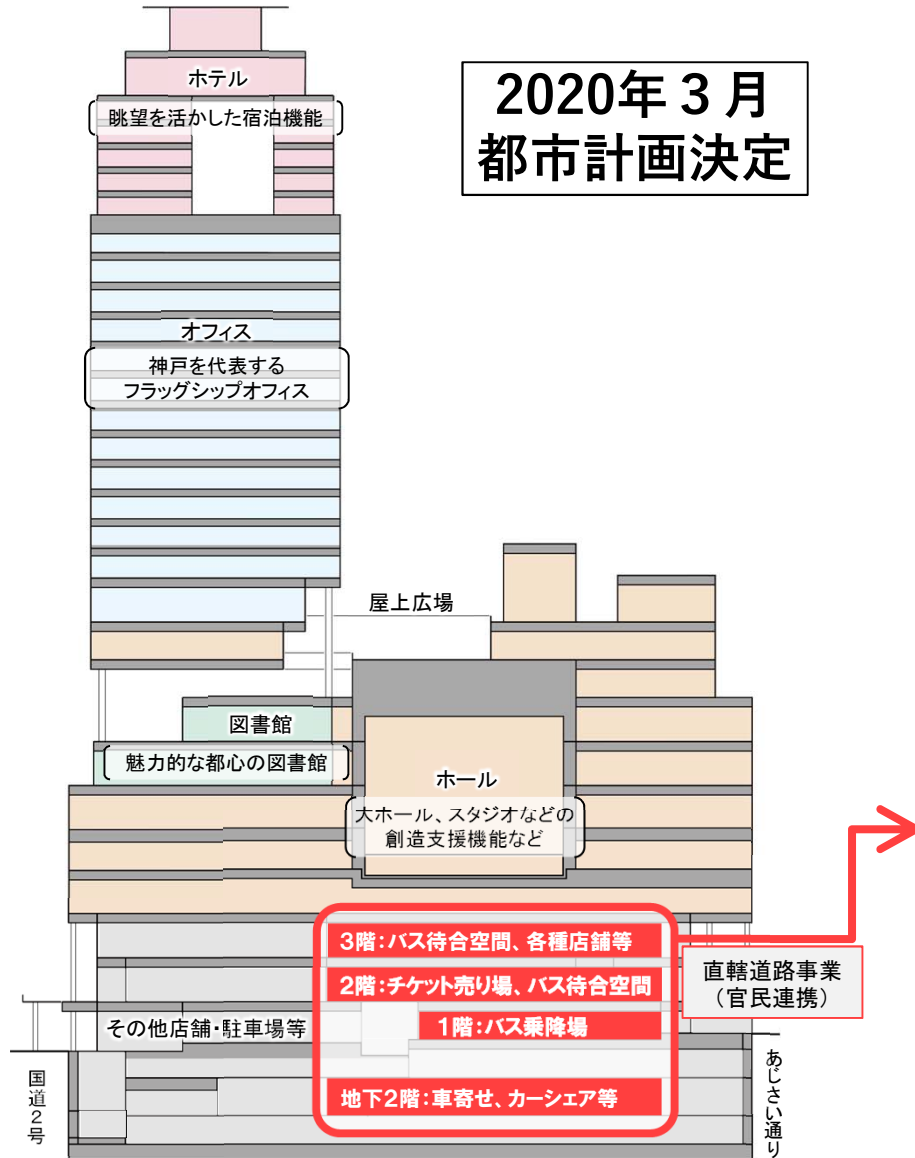 2020年3月
都市計画決定
ホテル
眺望を活かした宿泊機能
オフィス
神戸を代表する
フラッグシップオフィス
屋上広場
図書館
魅力的な都心の図書館
ホール
大ホール、スタジオなどの
創造支援機能など
3階：バス待合空間、各種店舗等
2階：チケット売り場、バス待合空間
1階：バス乗降場
地下2階：車寄せ、カーシェア等
その他店舗・駐車場等
直轄道路事業
（官民連携）
国道2号
あじさい通り